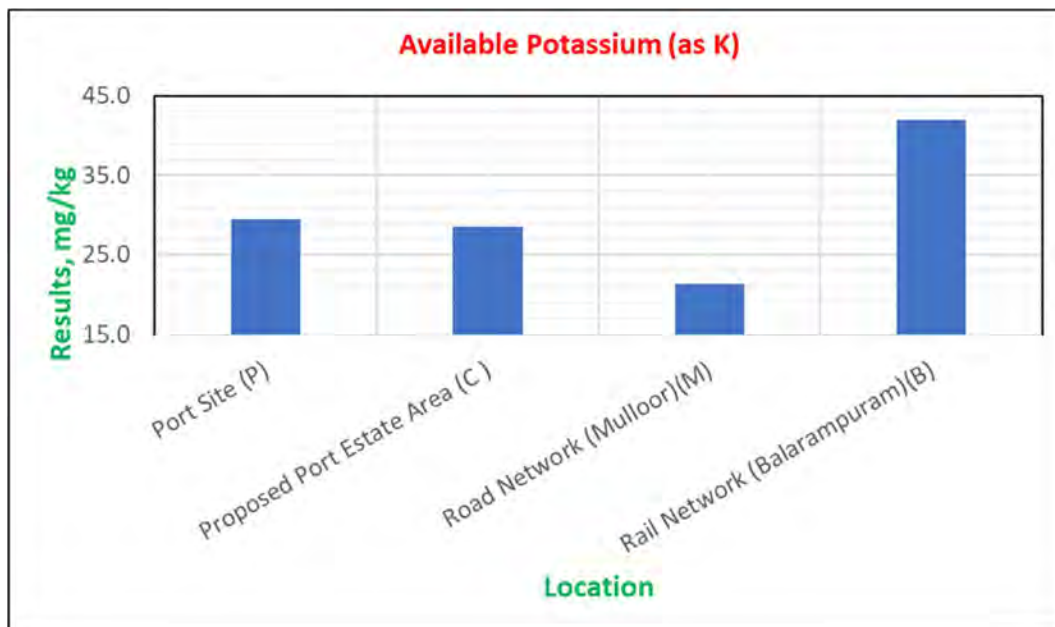 Available Potassium (as K)
Results, mg/kg
45.0
35.0
25.0
15.0
Port Site (P)
Proposed Port Estate Area (C )
Road Network (Mulloor)(M)
Rail Network (Balarampuram)(B)
Location